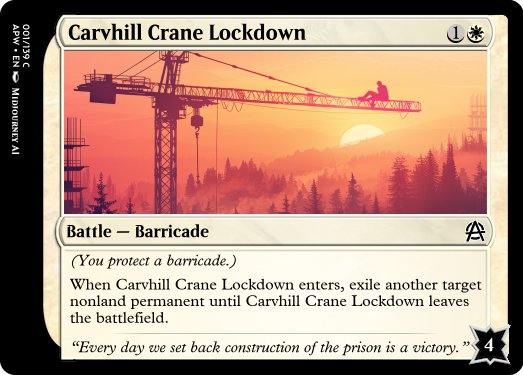 Carvhill Crane Lockdown
1
Battle — Barricade
(You protect a barricade.)
When Carvhill Crane Lockdown enters, exile another target
nonland permanent until Carvhill Crane Lockdown leaves
the battlefield.
“Every day we set back construction of the prison is a victory.”
4
001/139 C
APW • EN Midjourney AI